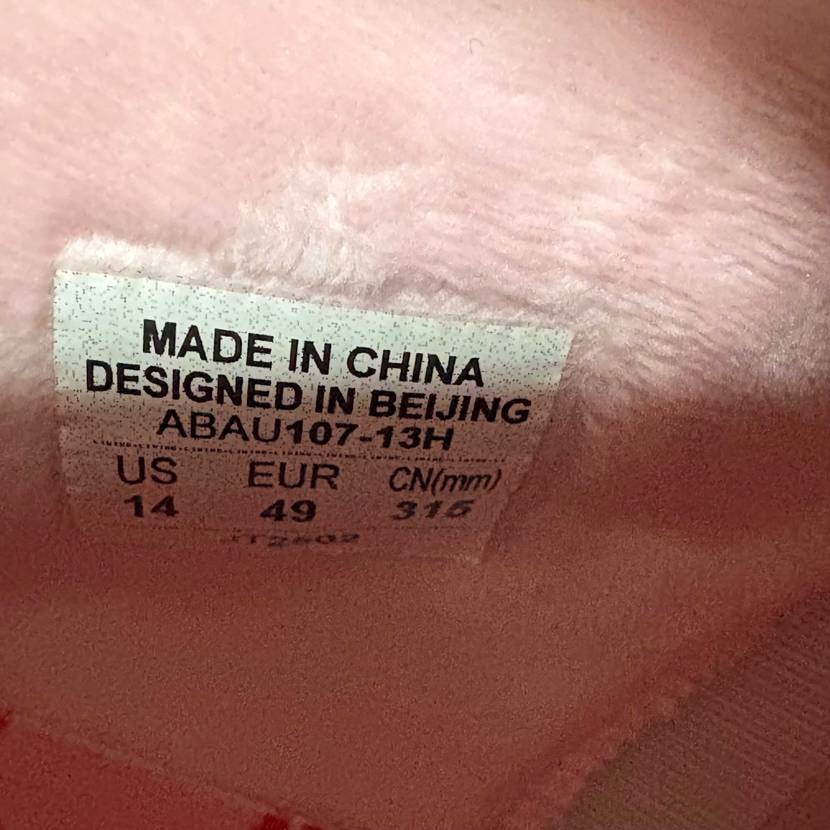 MADE IN CHINA
DESIGNED IN BEIJING
ABAU107-13H
US EUR CN(mm)
14 49 315